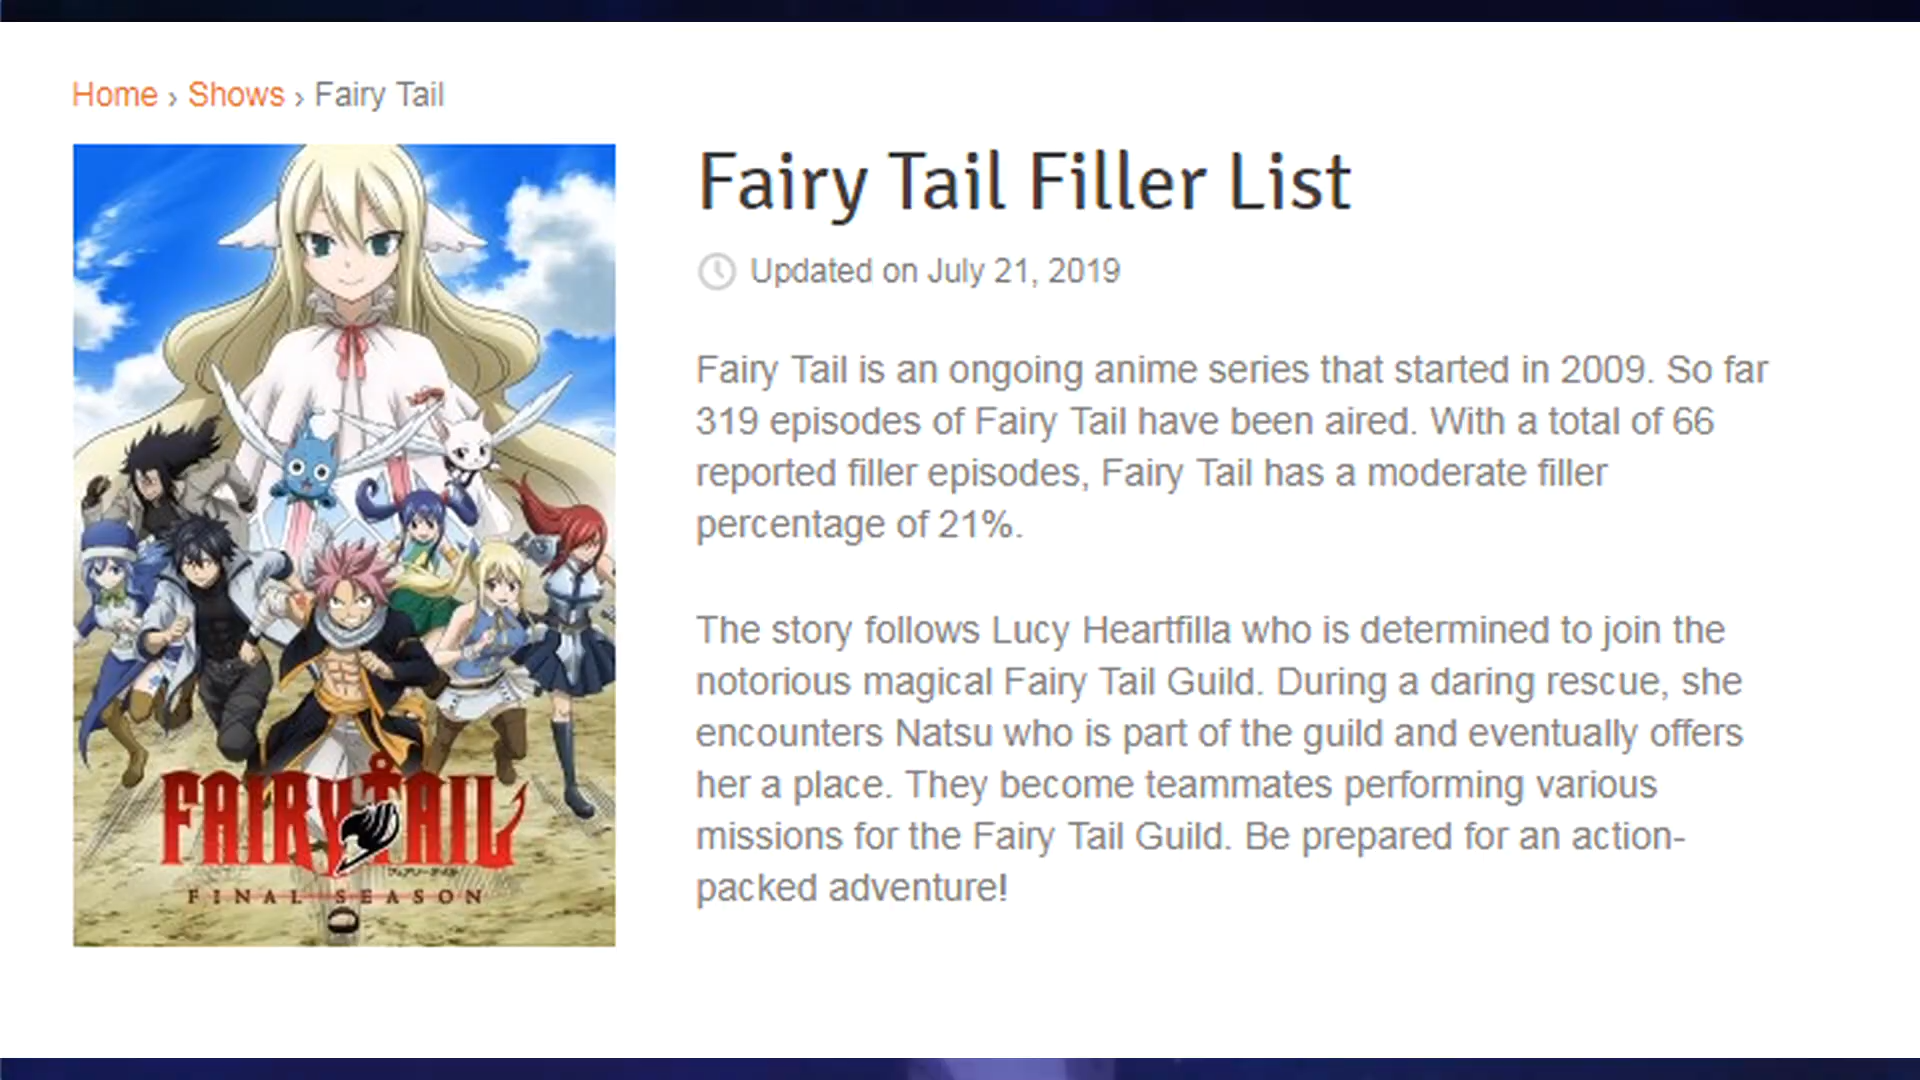 Home › Shows › Fairy Tail
Fairy Tail Filler List
Updated on July 21, 2019
Fairy Tail is an ongoing anime series that started in 2009. So far
319 episodes of Fairy Tail have been aired. With a total of 66
reported filler episodes, Fairy Tail has a moderate filler
percentage of 21%.
The story follows Lucy Heartfilla who is determined to join the
notorious magical Fairy Tail Guild. During a daring rescue, she
encounters Natsu who is part of the guild and eventually offers
her a place. They become teammates performing various
missions for the Fairy Tail Guild. Be prepared for an action-
packed adventure!
FAIRY TAIL
FINAL SEASON